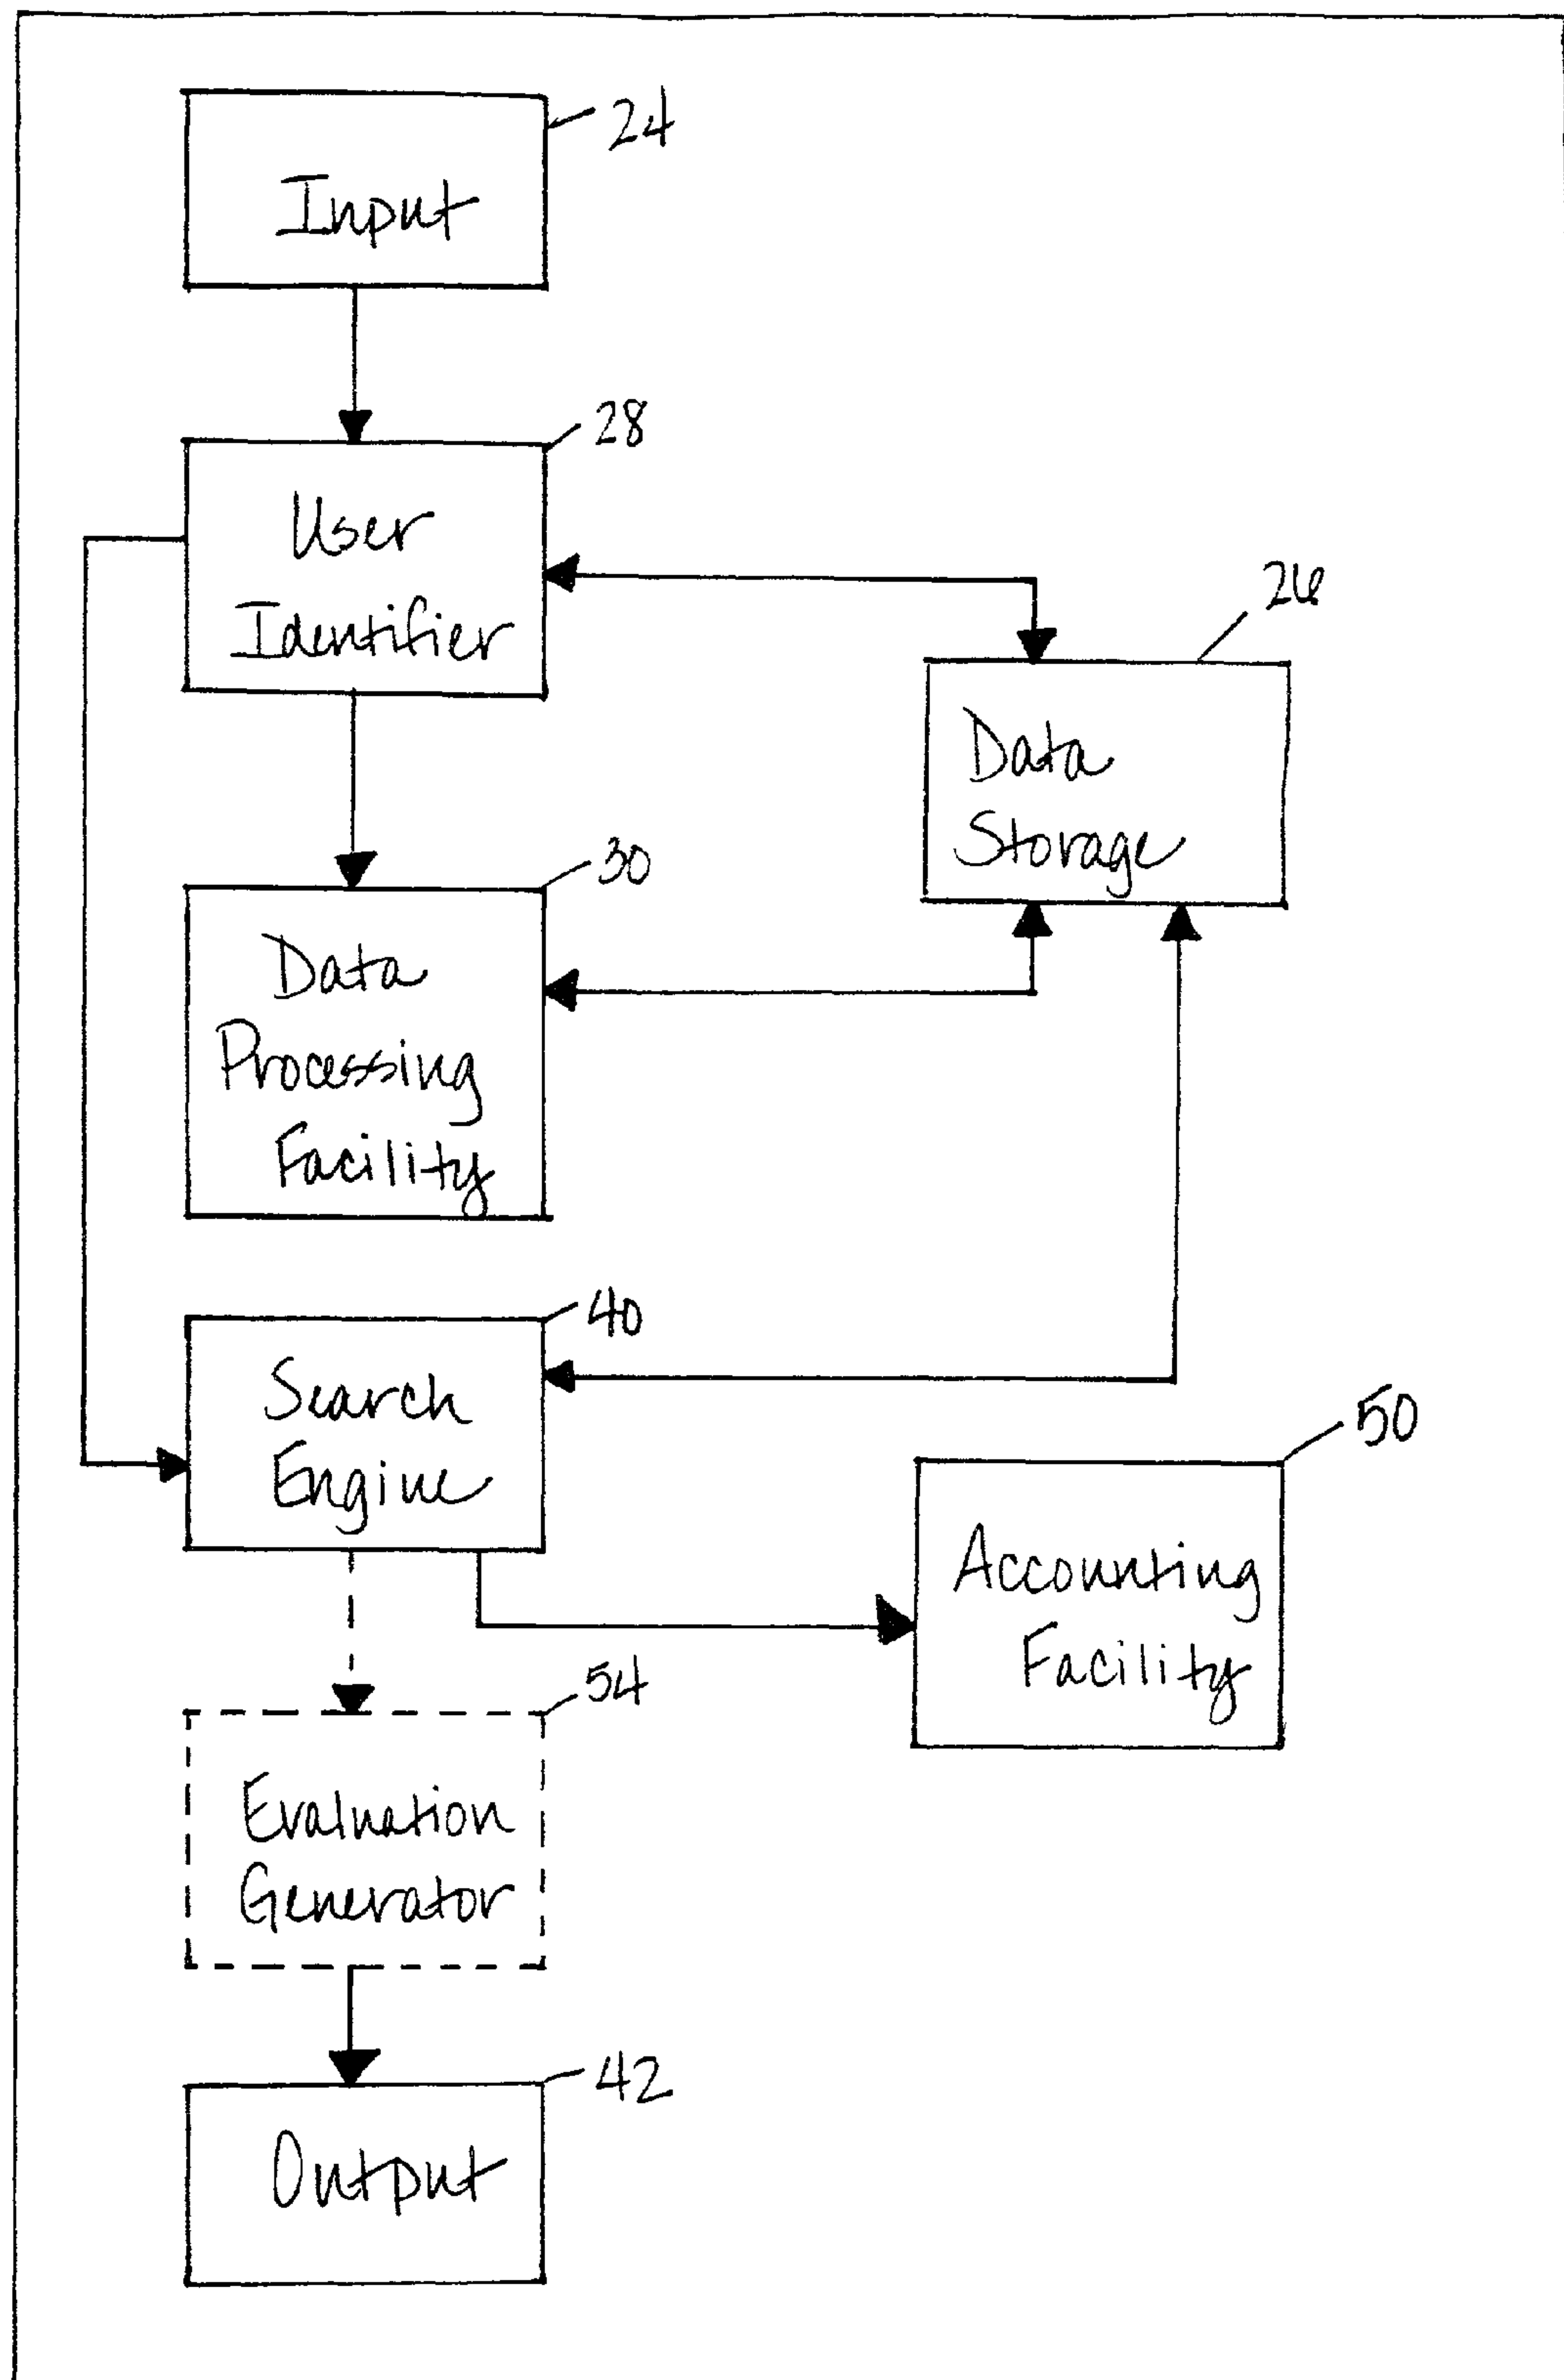 24
Input
28
User
Identifier
26
Data
Storage
30
Data
Processing
Facility
40
Search
Engine
50
Accounting
Facility
54
Evaluation
Generator
42
Output